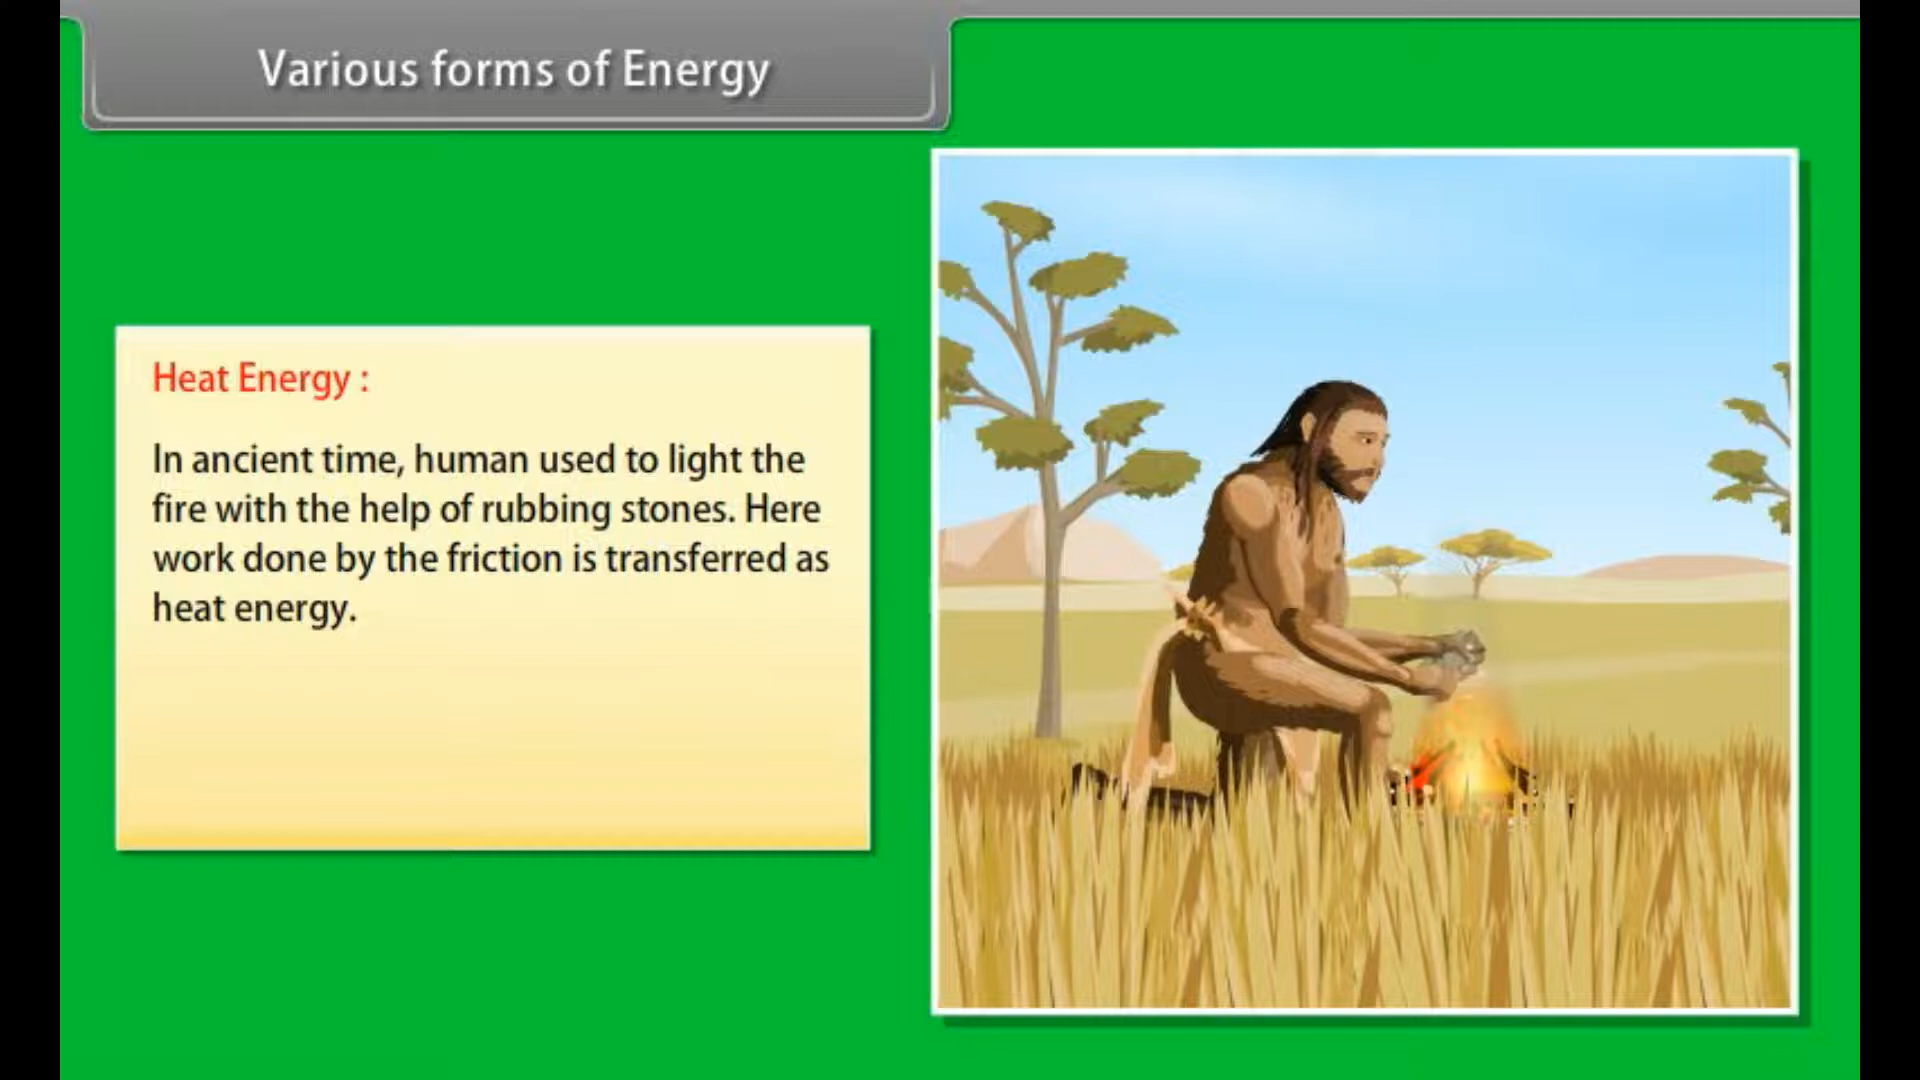 Various forms of Energy
Heat Energy :
In ancient time, human used to light the
fire with the help of rubbing stones. Here
work done by the friction is transferred as
heat energy.